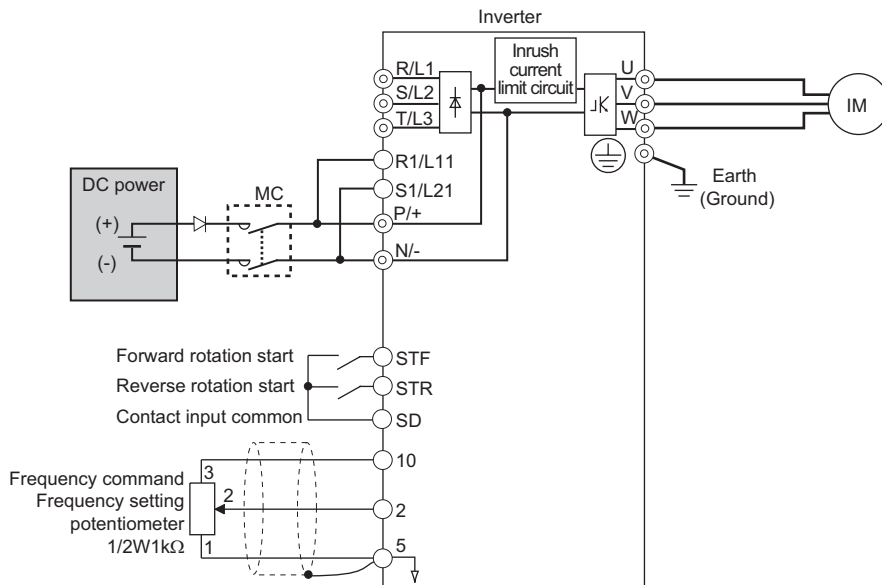 Inverter
R/L1
S/L2
T/L3
Inrush
current
limit circuit
U
V
W
IM
R1/L11
S1/L21
P/+
N/-
Earth
(Ground)
DC power
(+)
(-)
MC
Forward rotation start
STF
Reverse rotation start
STR
Contact input common
SD
10
3
Frequency command
Frequency setting
potentiometer
1/2W1kΩ
2
2
1
5